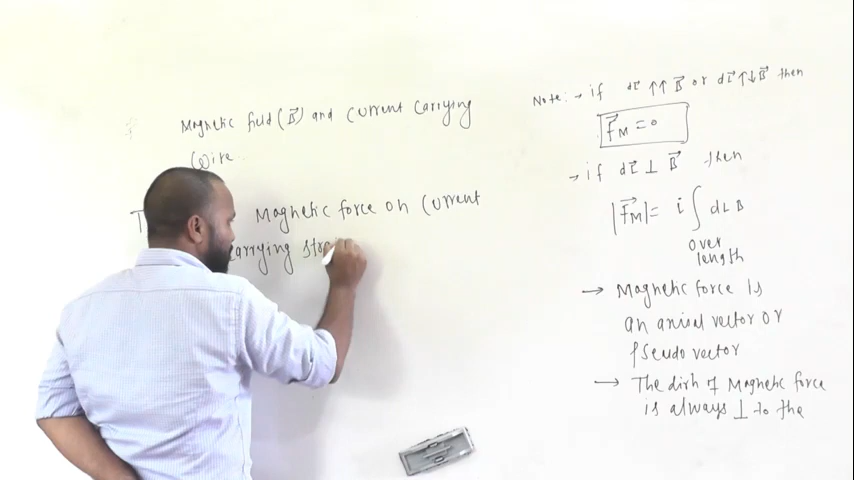 Magnetic field (B⃗) and current carrying
wire.
T
Magnetic force on current
carrying stra
Note: → if dL⃗ ↑↑ B⃗ or dL⃗ ↑↓ B⃗ then
F⃗M = 0
→ if dL⃗ ⊥ B⃗ then
|F⃗M| = i ∫ dLB
over
length
→ Magnetic force is
an axial vector or
pseudo vector
→ The dirn of Magnetic force
is always ⊥ to the